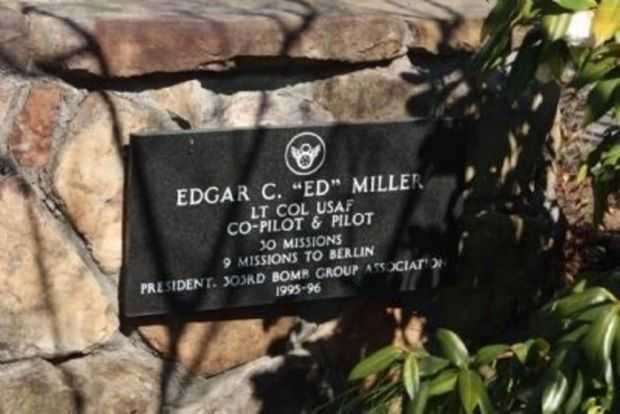 EDGAR C. "ED" MILLER
LT COL USAF
CO-PILOT & PILOT
30 MISSIONS
9 MISSIONS TO BERLIN
PRESIDENT, 303RD BOMB GROUP ASSOCIATION
1995-96